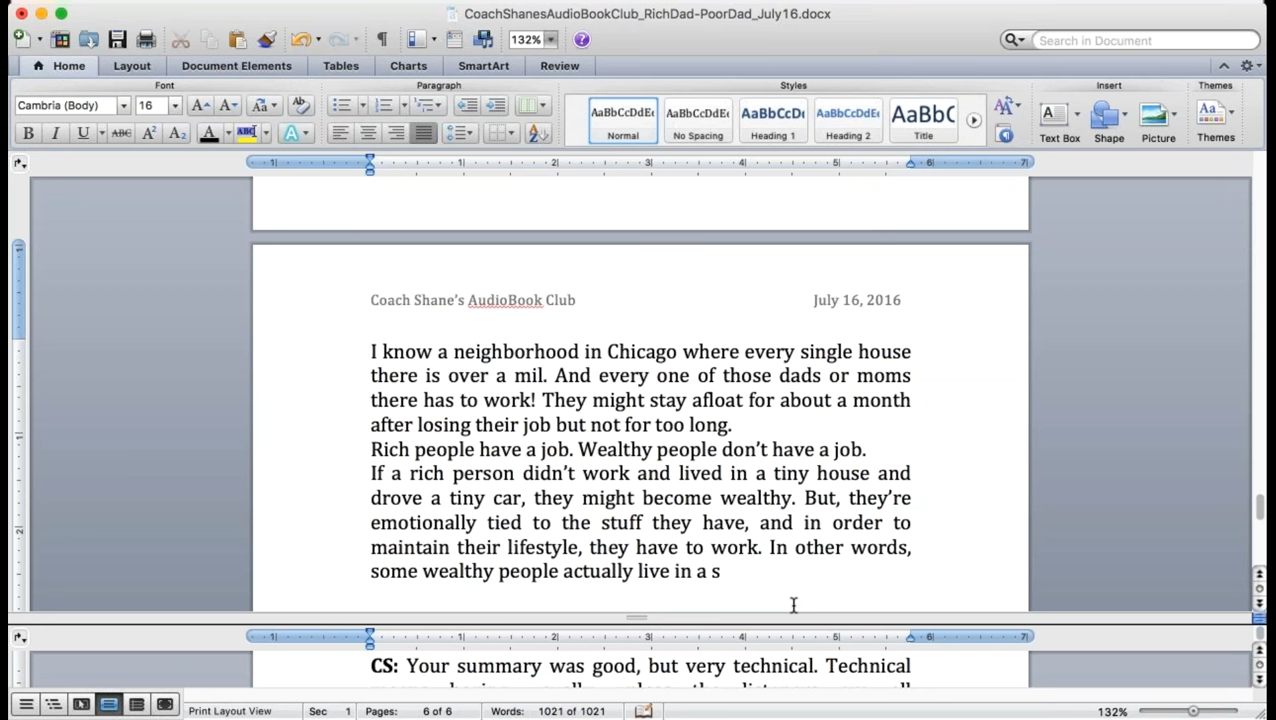 CoachShanesAudioBookClub_RichDad-PoorDad_July16.docx
132%
Search in Document
Home Layout Document Elements Tables Charts SmartArt Review
Font Paragraph Styles Insert Themes
Cambria (Body) 16
AaBbCcDdEe AaBbCcDdEe AaBbCcDc AaBbCcDdEe AaBbC
Normal No Spacing Heading 1 Heading 2 Title
Text Box Shape Picture Themes
Coach Shane's AudioBook Club July 16, 2016
I know a neighborhood in Chicago where every single house
there is over a mil. And every one of those dads or moms
there has to work! They might stay afloat for about a month
after losing their job but not for too long.
Rich people have a job. Wealthy people don't have a job.
If a rich person didn't work and lived in a tiny house and
drove a tiny car, they might become wealthy. But, they're
emotionally tied to the stuff they have, and in order to
maintain their lifestyle, they have to work. In other words,
some wealthy people actually live in a s
CS: Your summary was good, but very technical. Technical
Print Layout View Sec 1 Pages: 6 of 6 Words: 1021 of 1021 132%